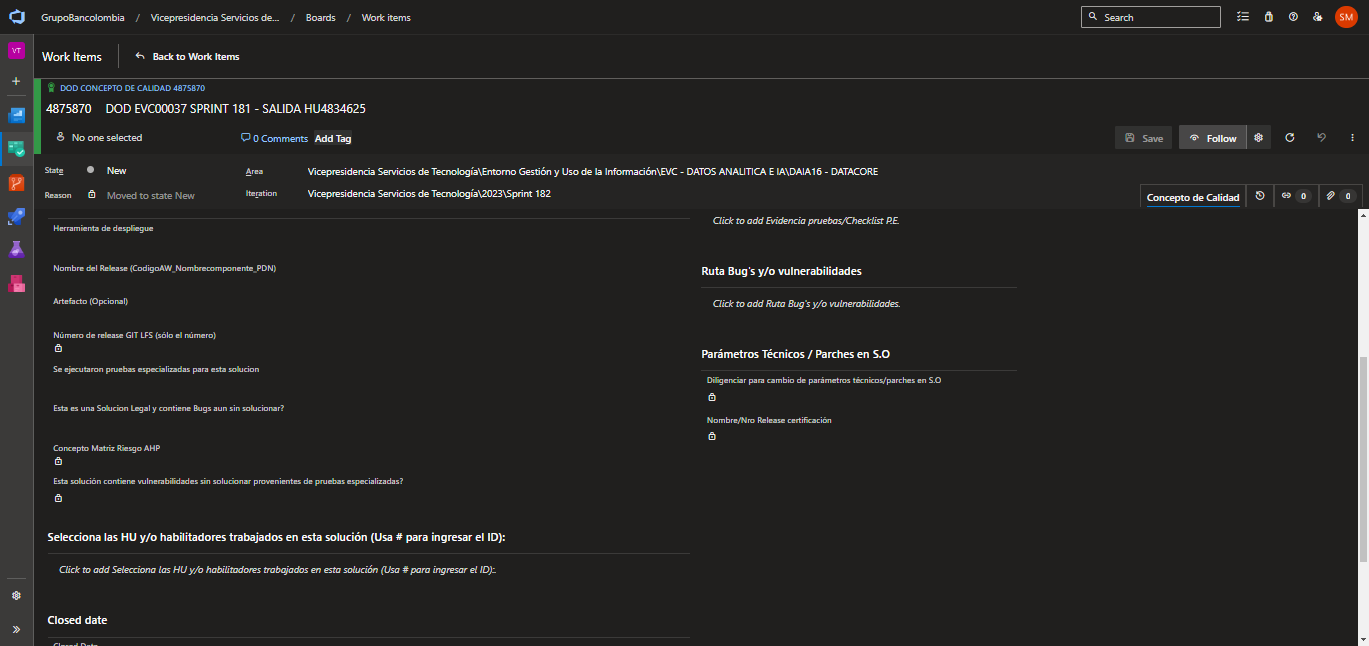 GrupoBancolombia / Vicepresidencia Servicios de... / Boards / Work items
Search
SM
VT
Work Items
Back to Work Items
DOD CONCEPTO DE CALIDAD 4875870
4875870 DOD EVC00037 SPRINT 181 - SALIDA HU4834625
No one selected
0 Comments
Add Tag
Save
Follow
State
New
Area
Vicepresidencia Servicios de Tecnología\Entorno Gestión y Uso de la Información\EVC - DATOS ANALITICA E IA\DAIA16 - DATACORE
Reason
Moved to state New
Iteration
Vicepresidencia Servicios de Tecnología\2023\Sprint 182
Concepto de Calidad
0
0
Herramienta de despliegue
Nombre del Release (CodigoAW_Nombrecomponente_PDN)
Artefacto (Opcional)
Número de release GIT LFS (sólo el número)
Se ejecutaron pruebas especializadas para esta solucion
Esta es una Solucion Legal y contiene Bugs aun sin solucionar?
Concepto Matriz Riesgo AHP
Esta solución contiene vulnerabilidades sin solucionar provenientes de pruebas especializadas?
Selecciona las HU y/o habilitadores trabajados en esta solución (Usa # para ingresar el ID):
Click to add Selecciona las HU y/o habilitadores trabajados en esta solución (Usa # para ingresar el ID):.
Closed date
Closed Date
Click to add Evidencia pruebas/Checklist P.E.
Ruta Bug's y/o vulnerabilidades
Click to add Ruta Bug's y/o vulnerabilidades.
Parámetros Técnicos / Parches en S.O
Diligenciar para cambio de parámetros técnicos/parches en S.O
Nombre/Nro Release certificación